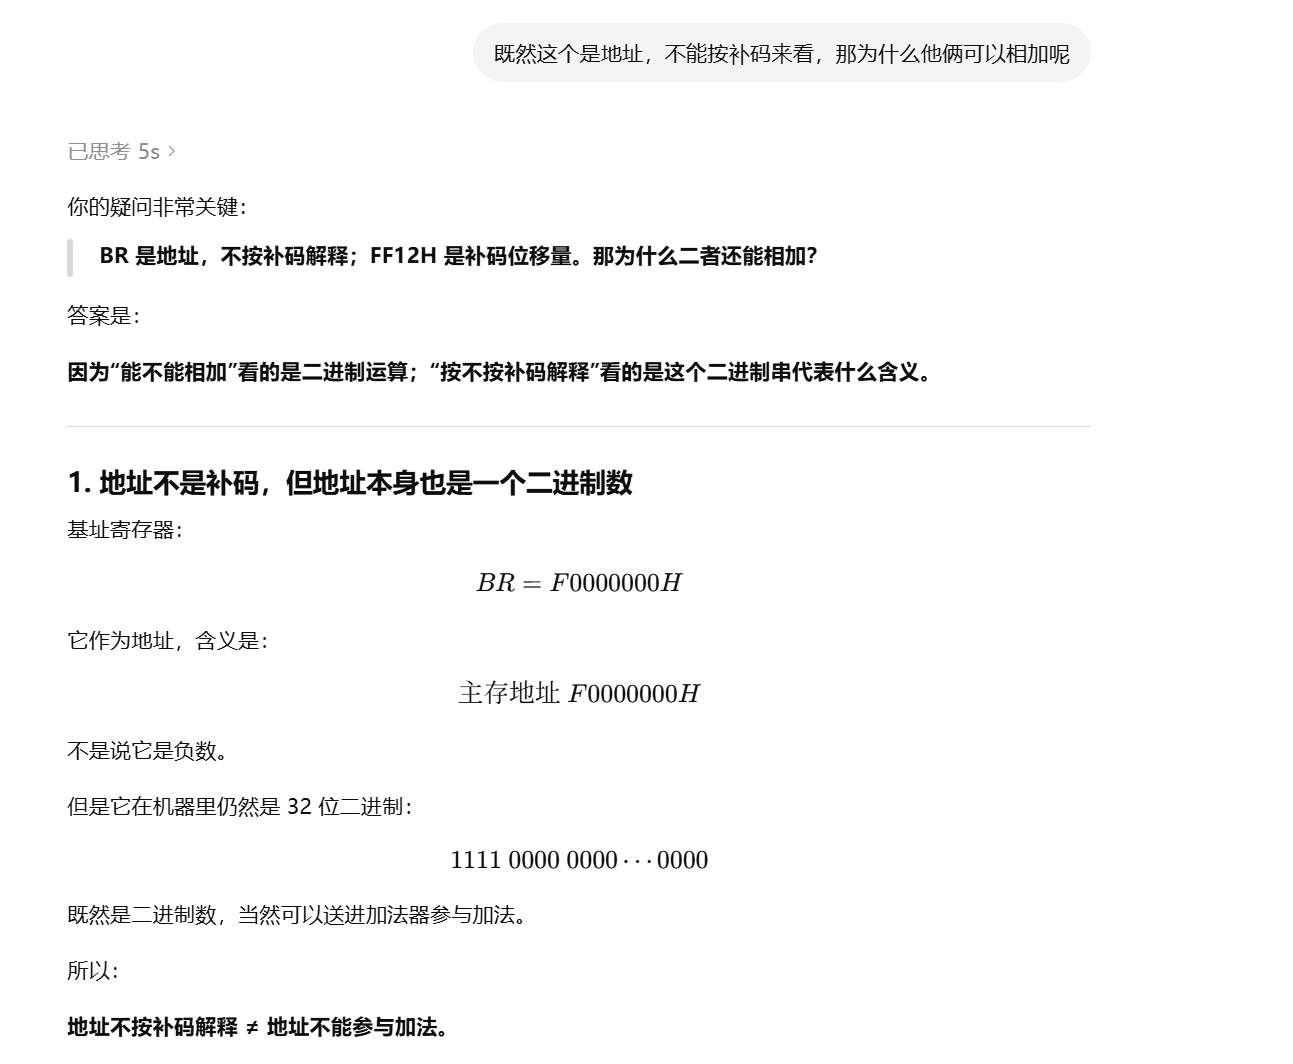 既然这个是地址，不能按补码来看，那为什么他俩可以相加呢
已思考 5s >
你的疑问非常关键：
BR 是地址，不按补码解释；FF12H 是补码位移量。那为什么二者还能相加？
答案是：
因为“能不能相加”看的是二进制运算；“按不按补码解释”看的是这个二进制串代表什么含义。
1. 地址不是补码，但地址本身也是一个二进制数
基址寄存器：
BR = F0000000H
它作为地址，含义是：
主存地址 F0000000H
不是说它是负数。
但是它在机器里仍然是 32 位二进制：
1111 0000 0000 ⋯ 0000
既然是二进制数，当然可以送进加法器参与加法。
所以：
地址不按补码解释 ≠ 地址不能参与加法。